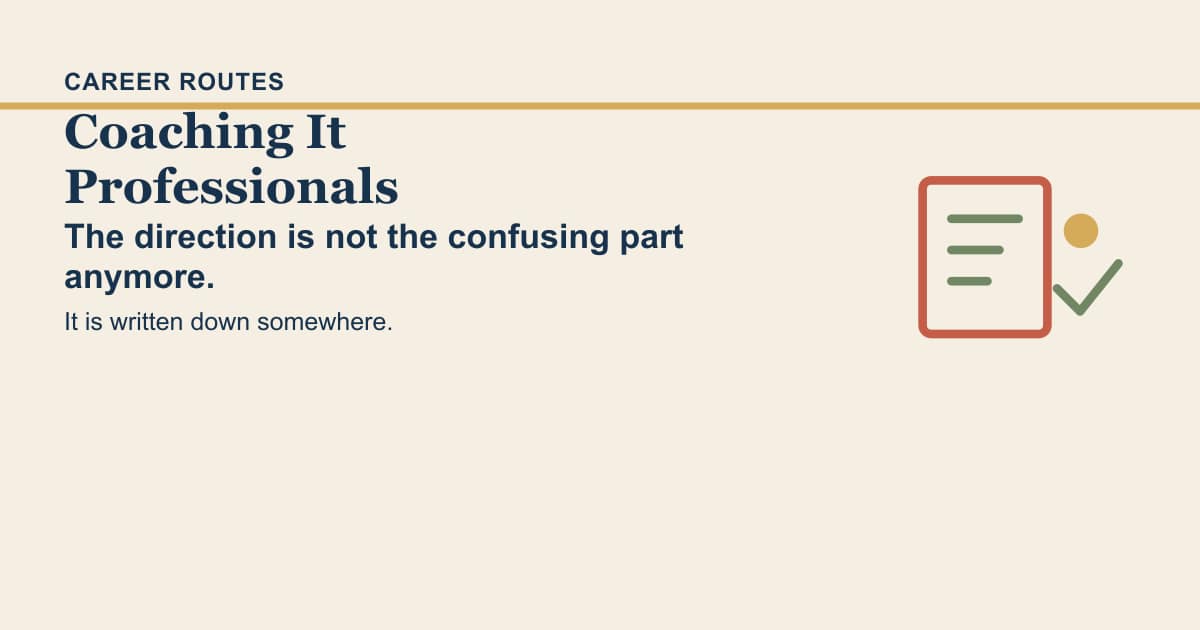 CAREER ROUTES
Coaching It
Professionals
The direction is not the confusing part
anymore.
It is written down somewhere.